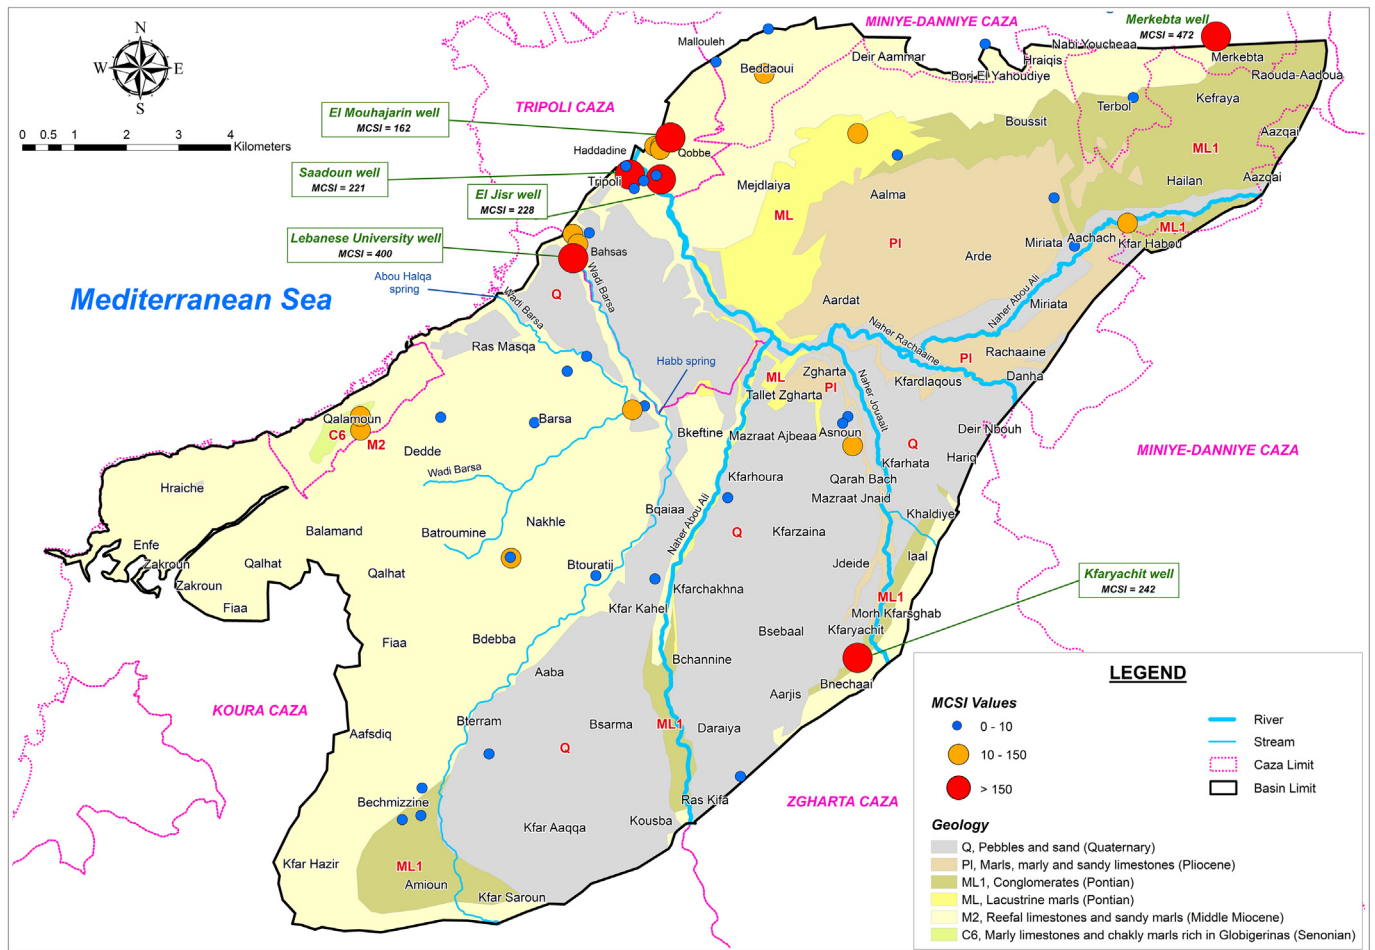 MINIYE-DANNIYE CAZA
Merkebta well
MCSI = 472
N
W
E
S
Mallouleh
Deir Aammar
Nabi Youcheaa
Hraiqis
Borj El Yahoudiye
Merkebta
Raouda-Aadoua
Beddaoui
Terbol
Kefraya
TRIPOLI CAZA
El Mouhajarin well
MCSI = 162
Boussit
Aazqai
0 0.5 1 2 3 4
Kilometers
Haddadine
Qobbe
ML1
Saadoun well
MCSI = 221
Tripoli
Mejdlaiya
Aalma
Hailan
Aazqai
El Jisr well
MCSI = 228
ML
ML1
Lebanese University well
MCSI = 400
Bahsas
Pl
Miriata
Aachach
Kfar Habou
Arde
Abou Halqa
spring
Wadi Barsa
Wadi Barsa
Q
Mediterranean Sea
Aardat
Naher Abou Ali
Miriata
Naher Rachaaine
Ras Masqa
Habb spring
Zgharta
Pl
Rachaaine
ML
Pl
Kfardlaqous
Danha
Tallet Zgharta
Naher Jouaait
Qalamoun
C6
M2
Barsa
Bkeftine
Mazraat Ajbeaa
Asnoun
Deir Nbouh
Q
MINIYE-DANNIYE CAZA
Dedde
Kfarhata
Hariq
Wadi Barsa
Kfarhoura
Qarah Bach
Hraiche
Mazraat Jnaid
Bqaiaa
Naher Abou Ali
Khaldiye
Nakhle
Balamand
Batroumine
Q
Kfarzaina
Enfe
Iaal
Zakroun
Qalhat
Btouratij
Jdeide
Kfaryachit well
MCSI = 242
Qalhat
Zakroun
Kfarchakhna
ML1
Fiaa
Kfar Kahel
Morh Kfarsghab
Bsebaal
Kfaryachit
Fiaa
Bdebba
Bchannine
Aaba
Bnechaai
Aarjis
KOURA CAZA
Bterram
Bsarma
ML1
Daraiya
Aafsdiq
Q
Bechmizzine
Ras Kifa
ZGHARTA CAZA
Kousba
Kfar Aaqqa
Kfar Hazir
ML1
Amioun
Kfar Saroun
LEGEND
MCSI Values
0 - 10
10 - 150
> 150
River
Stream
Caza Limit
Basin Limit
Geology
Q, Pebbles and sand (Quaternary)
Pl, Marls, marly and sandy limestones (Pliocene)
ML1, Conglomerates (Pontian)
ML, Lacustrine marls (Pontian)
M2, Reefal limestones and sandy marls (Middle Miocene)
C6, Marly limestones and chakly marls rich in Globigerinas (Senonian)